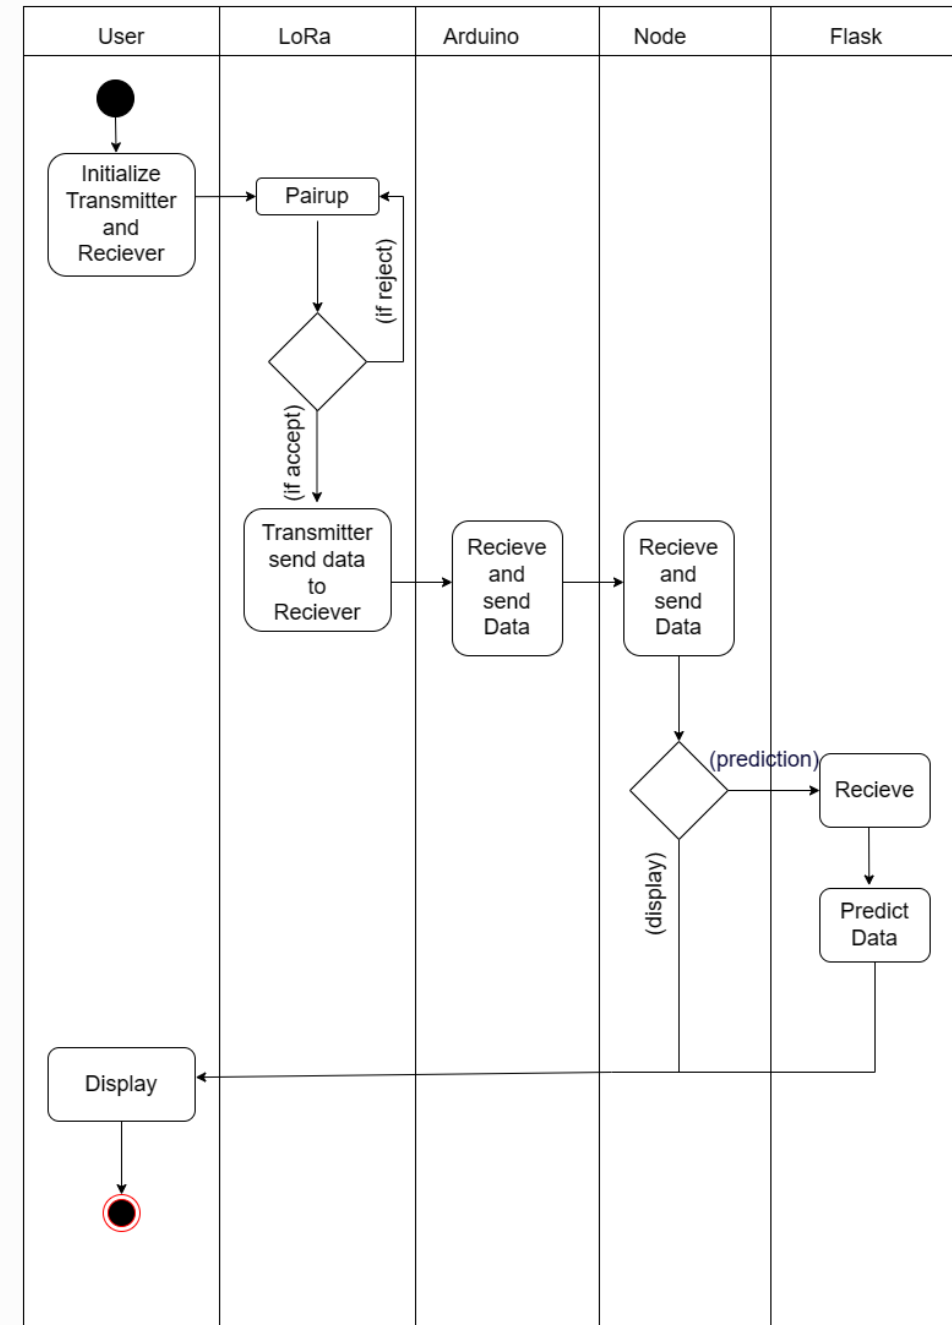 User
LoRa
Arduino
Node
Flask
Initialize
Transmitter
and
Reciever
Pairup
(if reject)
(if accept)
Transmitter
send data
to
Reciever
Recieve
and
send
Data
Recieve
and
send
Data
(prediction)
Recieve
(display)
Predict
Data
Display